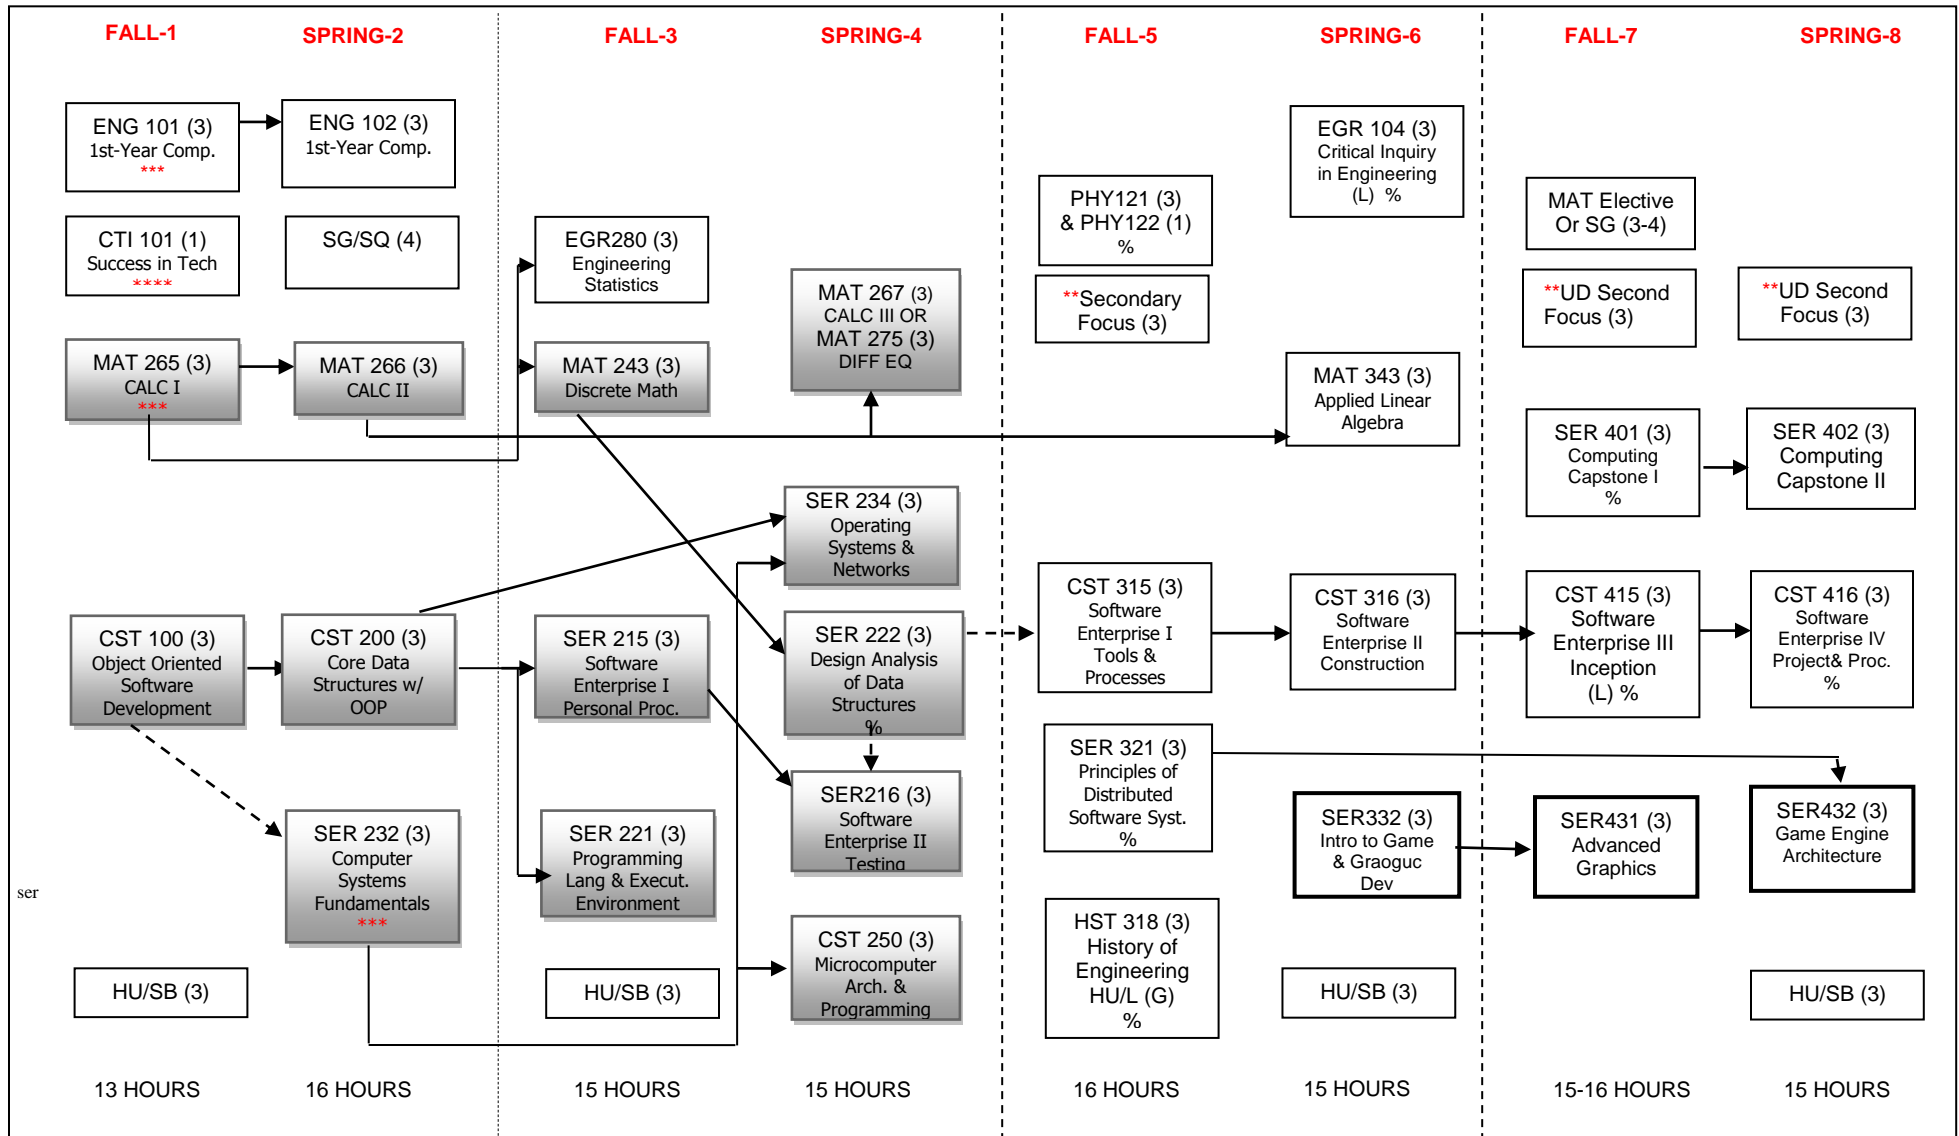 FALL-1
SPRING-2
FALL-3
SPRING-4
FALL-5
SPRING-6
FALL-7
SPRING-8
ENG 101 (3)
1st-Year Comp.
***
CTI 101 (1)
Success in Tech
****
MAT 265 (3)
CALC I
***
CST 100 (3)
Object Oriented
Software
Development
ser
HU/SB (3)
13 HOURS
ENG 102 (3)
1st-Year Comp.
SG/SQ (4)
MAT 266 (3)
CALC II
CST 200 (3)
Core Data
Structures w/
OOP
SER 232 (3)
Computer
Systems
Fundamentals
***
16 HOURS
EGR280 (3)
Engineering
Statistics
MAT 243 (3)
Discrete Math
SER 215 (3)
Software
Enterprise I
Personal Proc.
SER 221 (3)
Programming
Lang & Execut.
Environment
HU/SB (3)
15 HOURS
MAT 267 (3)
CALC III OR
MAT 275 (3)
DIFF EQ
SER 234 (3)
Operating
Systems &
Networks
SER 222 (3)
Design Analysis
of Data
Structures
%
SER216 (3)
Software
Enterprise II
Testing
CST 250 (3)
Microcomputer
Arch. &
Programming
15 HOURS
PHY121 (3)
& PHY122 (1)
%
**Secondary
Focus (3)
CST 315 (3)
Software
Enterprise I
Tools &
Processes
SER 321 (3)
Principles of
Distributed
Software Syst.
%
HST 318 (3)
History of
Engineering
HU/L (G)
%
16 HOURS
EGR 104 (3)
Critical Inquiry
in Engineering
(L) %
MAT 343 (3)
Applied Linear
Algebra
CST 316 (3)
Software
Enterprise II
Construction
SER332 (3)
Intro to Game
& Graoguc
Dev
HU/SB (3)
15 HOURS
MAT Elective
Or SG (3-4)
**UD Second
Focus (3)
SER 401 (3)
Computing
Capstone I
%
CST 415 (3)
Software
Enterprise III
Inception
(L) %
SER431 (3)
Advanced
Graphics
15-16 HOURS
**UD Second
Focus (3)
SER 402 (3)
Computing
Capstone II
CST 416 (3)
Software
Enterprise IV
Project& Proc.
%
SER432 (3)
Game Engine
Architecture
HU/SB (3)
15 HOURS